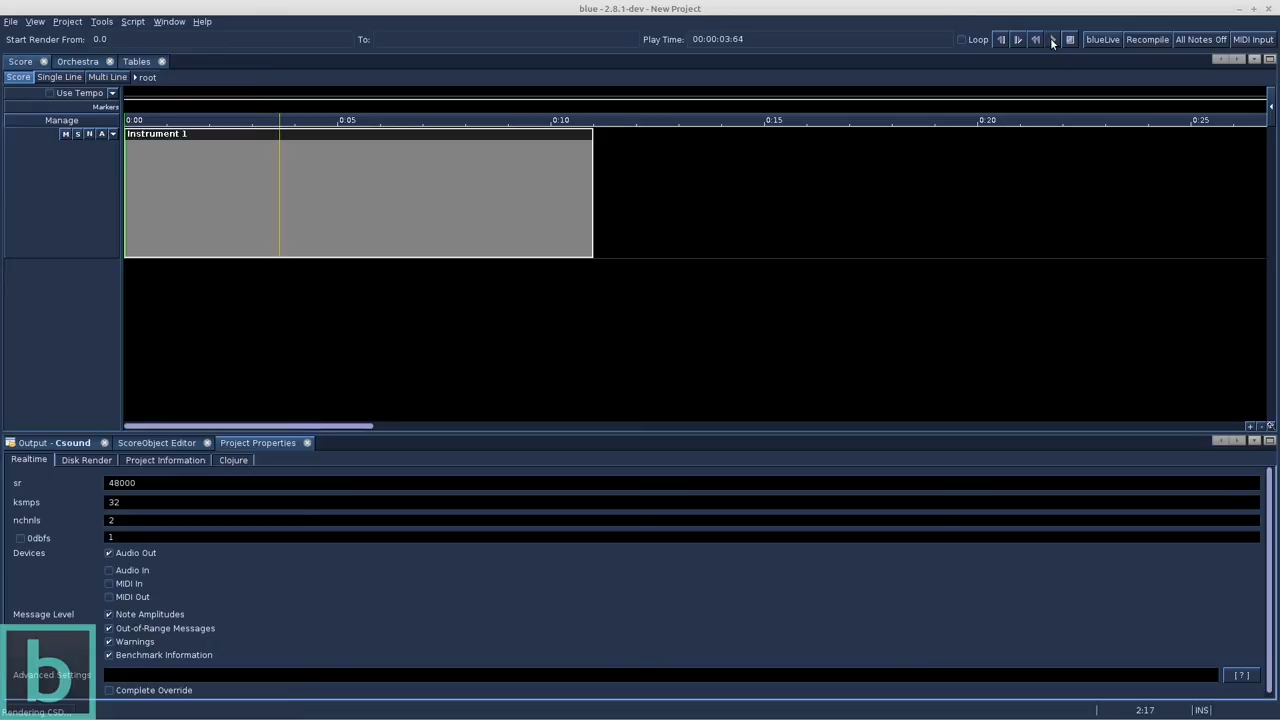 blue - 2.8.1-dev - New Project
File View Project Tools Script Window Help
Start Render From: 0.0 To: Play Time: 00:00:03:64 Loop blueLive Recompile All Notes Off MIDI Input
Score Orchestra Tables
Score Single Line Multi Line root
Use Tempo
Markers
Manage 0:00 0:05 0:10 0:15 0:20 0:25
M S N A Instrument 1
Output - Csound ScoreObject Editor Project Properties
Realtime Disk Render Project Information Clojure
sr 48000
ksmps 32
nchnls 2
0dbfs 1
Devices Audio Out
Audio In
MIDI In
MIDI Out
Message Level Note Amplitudes
Out-of-Range Messages
Warnings
Benchmark Information
Advanced Settings [ ? ]
Complete Override
b
Rendering CSD... 2:17 INS